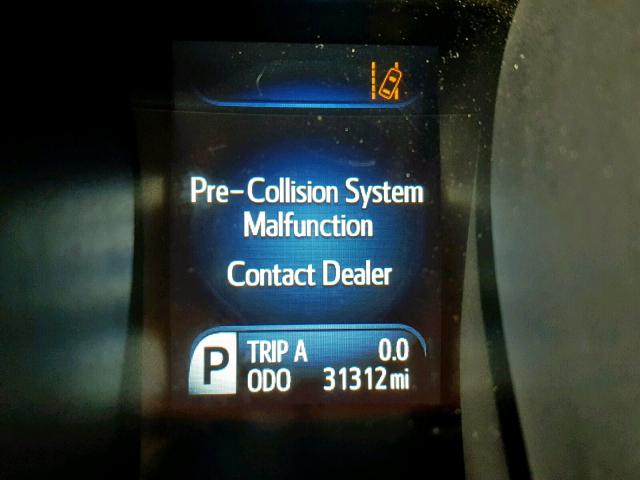 Pre-Collision System
Malfunction
Contact Dealer
P
TRIP A 0.0
ODO 31312 mi